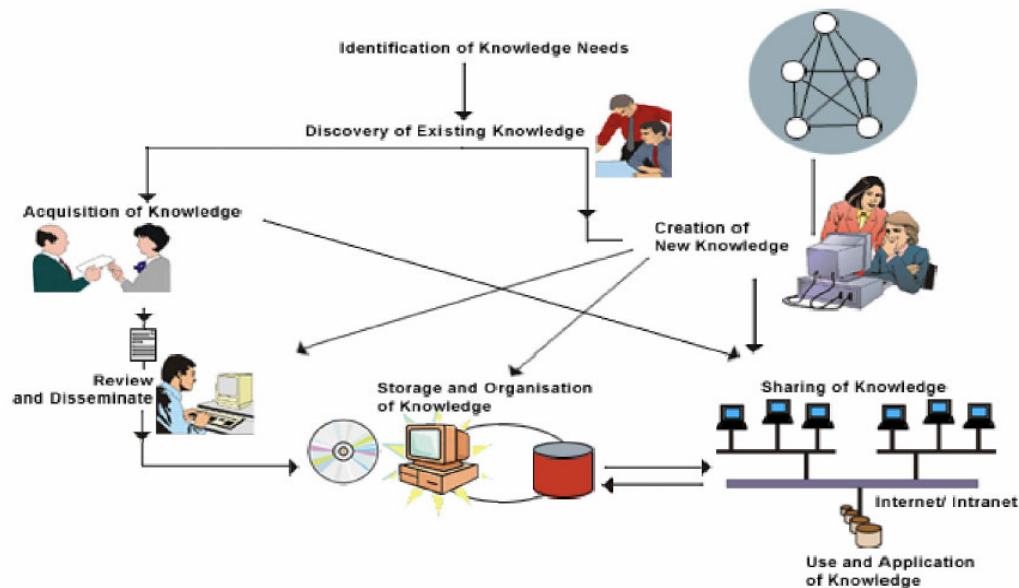 Identification of Knowledge Needs
Discovery of Existing Knowledge
Acquisition of Knowledge
Creation of
New Knowledge
Review
and Disseminate
Storage and Organisation
of Knowledge
Sharing of Knowledge
Internet/ Intranet
Use and Application
of Knowledge